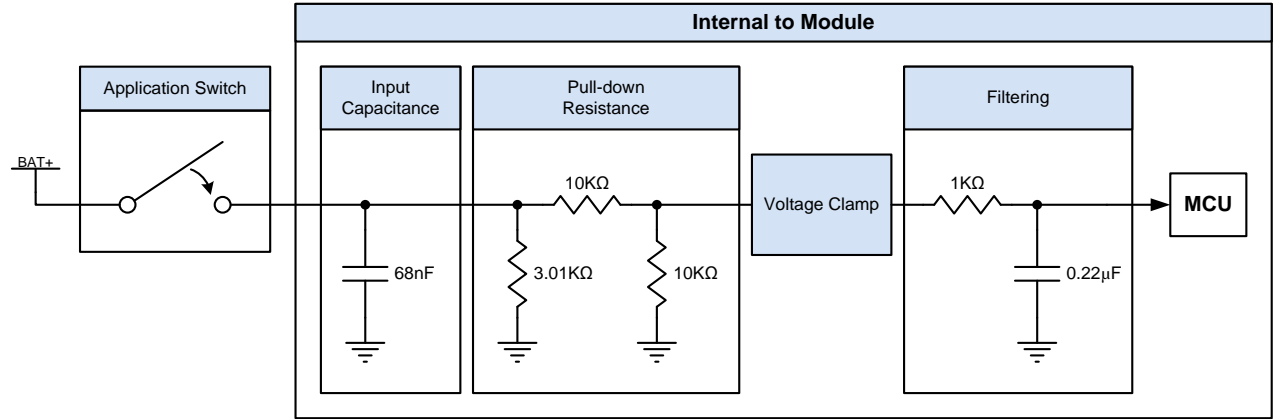 Internal to Module
Application Switch
Input
Capacitance
Pull-down
Resistance
Filtering
BAT+
10KΩ
1KΩ
Voltage Clamp
MCU
68nF
3.01KΩ
10KΩ
0.22μF